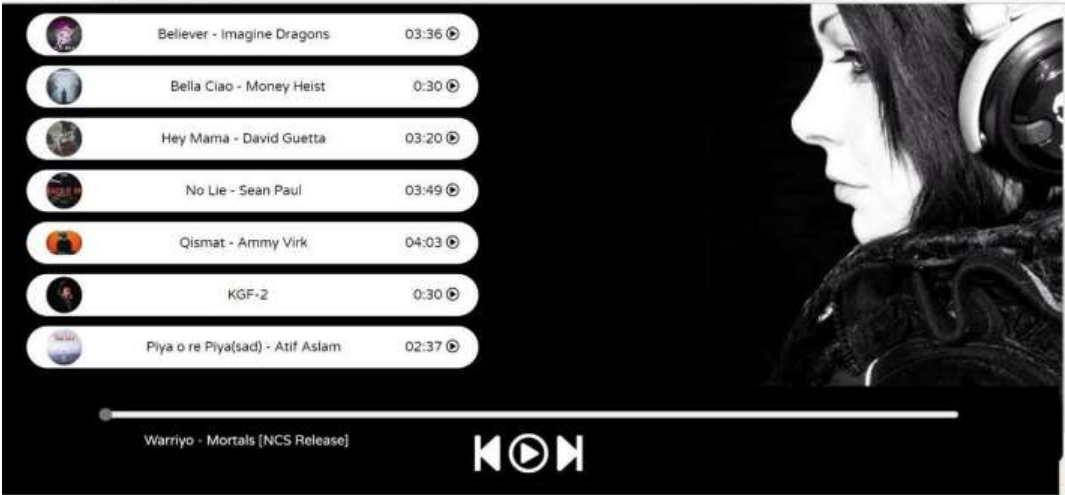 Believer - Imagine Dragons 03:36
Bella Ciao - Money Heist 0:30
Hey Mama - David Guetta 03:20
No Lie - Sean Paul 03:49
Qismat - Ammy Virk 04:03
KGF-2 0:30
Piya o re Piya(sad) - Atif Aslam 02:37
Warriyo - Mortals [NCS Release]